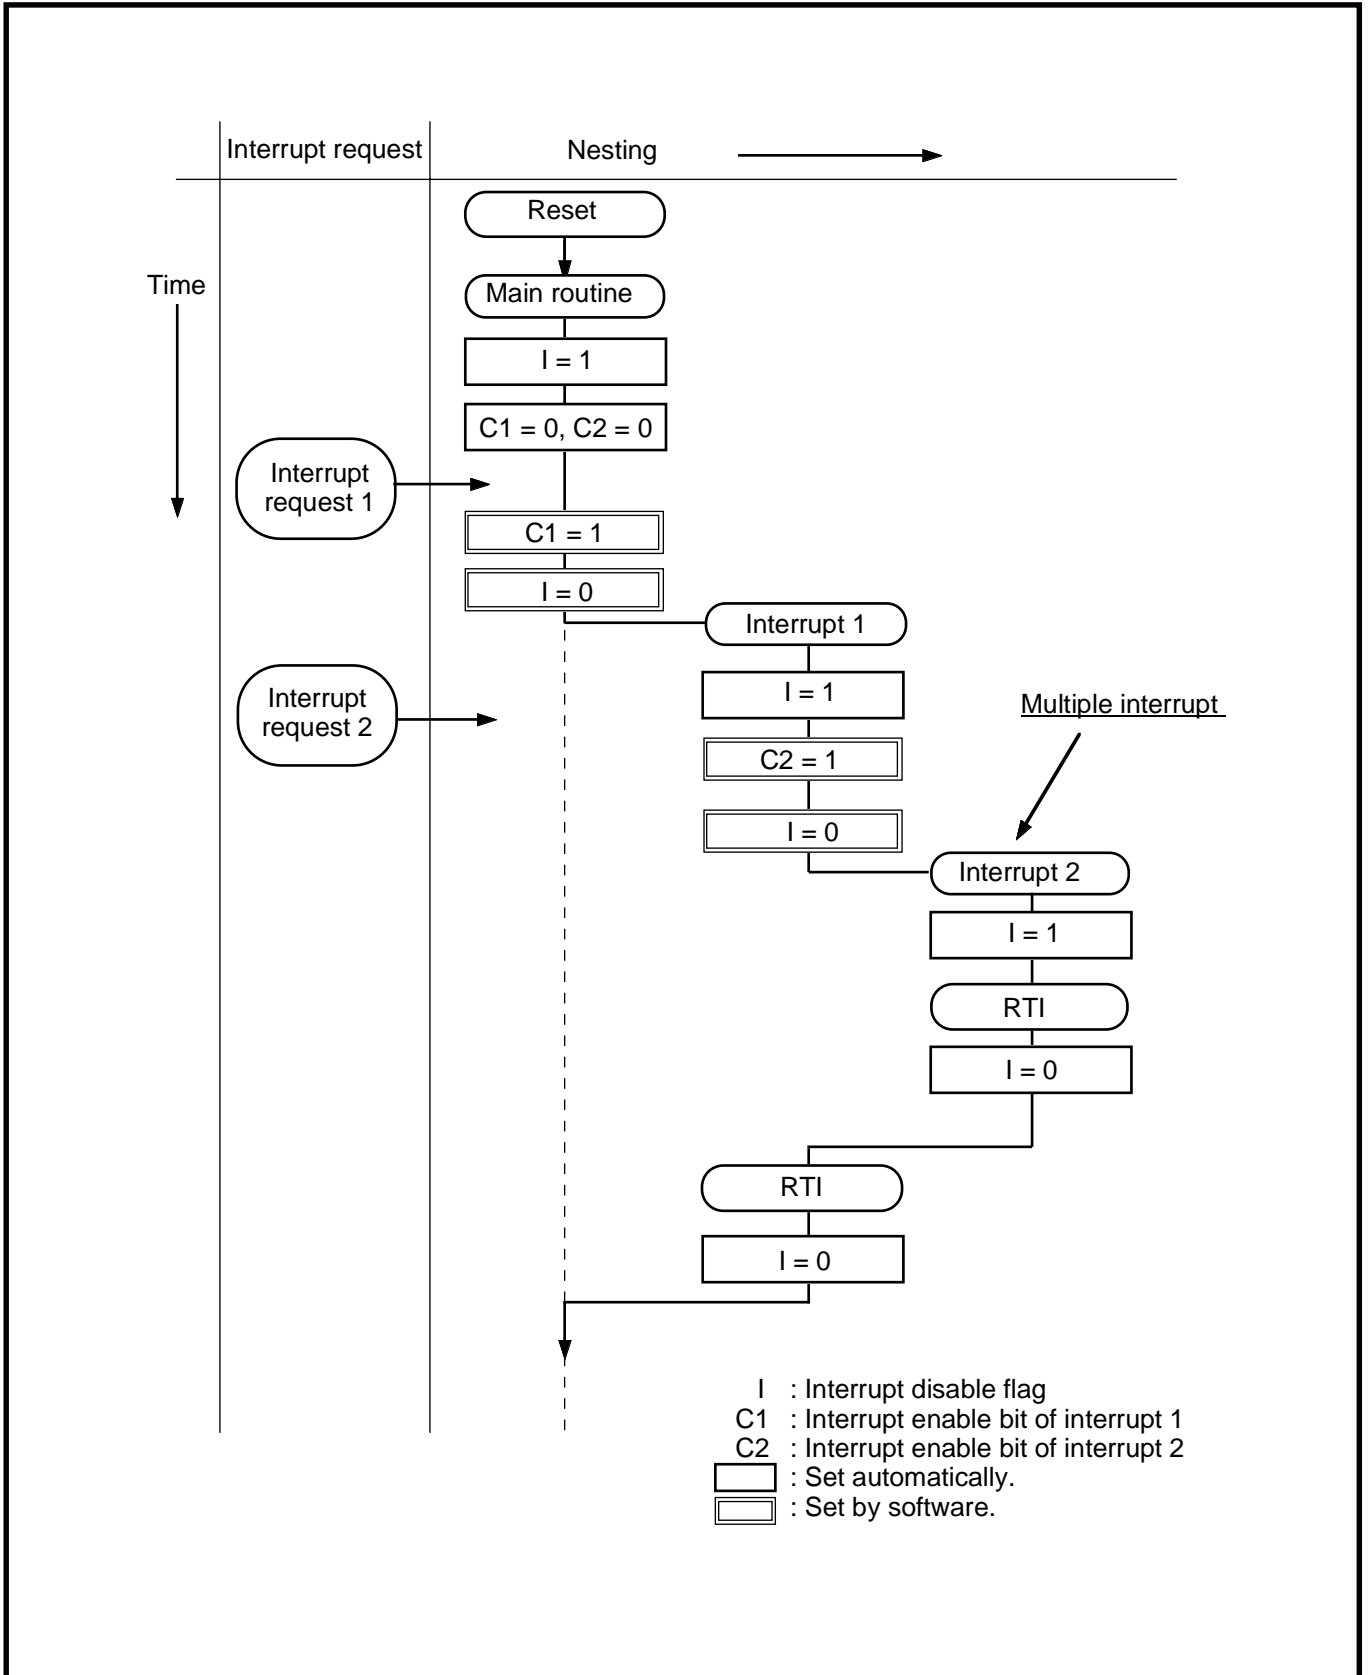 Interrupt request
Nesting
Reset
Time
Main routine
I = 1
C1 = 0, C2 = 0
Interrupt
request 1
C1 = 1
I = 0
Interrupt 1
Interrupt
request 2
I = 1
Multiple interrupt
C2 = 1
I = 0
Interrupt 2
I = 1
RTI
I = 0
RTI
I = 0
I : Interrupt disable flag
C1 : Interrupt enable bit of interrupt 1
C2 : Interrupt enable bit of interrupt 2
: Set automatically.
: Set by software.